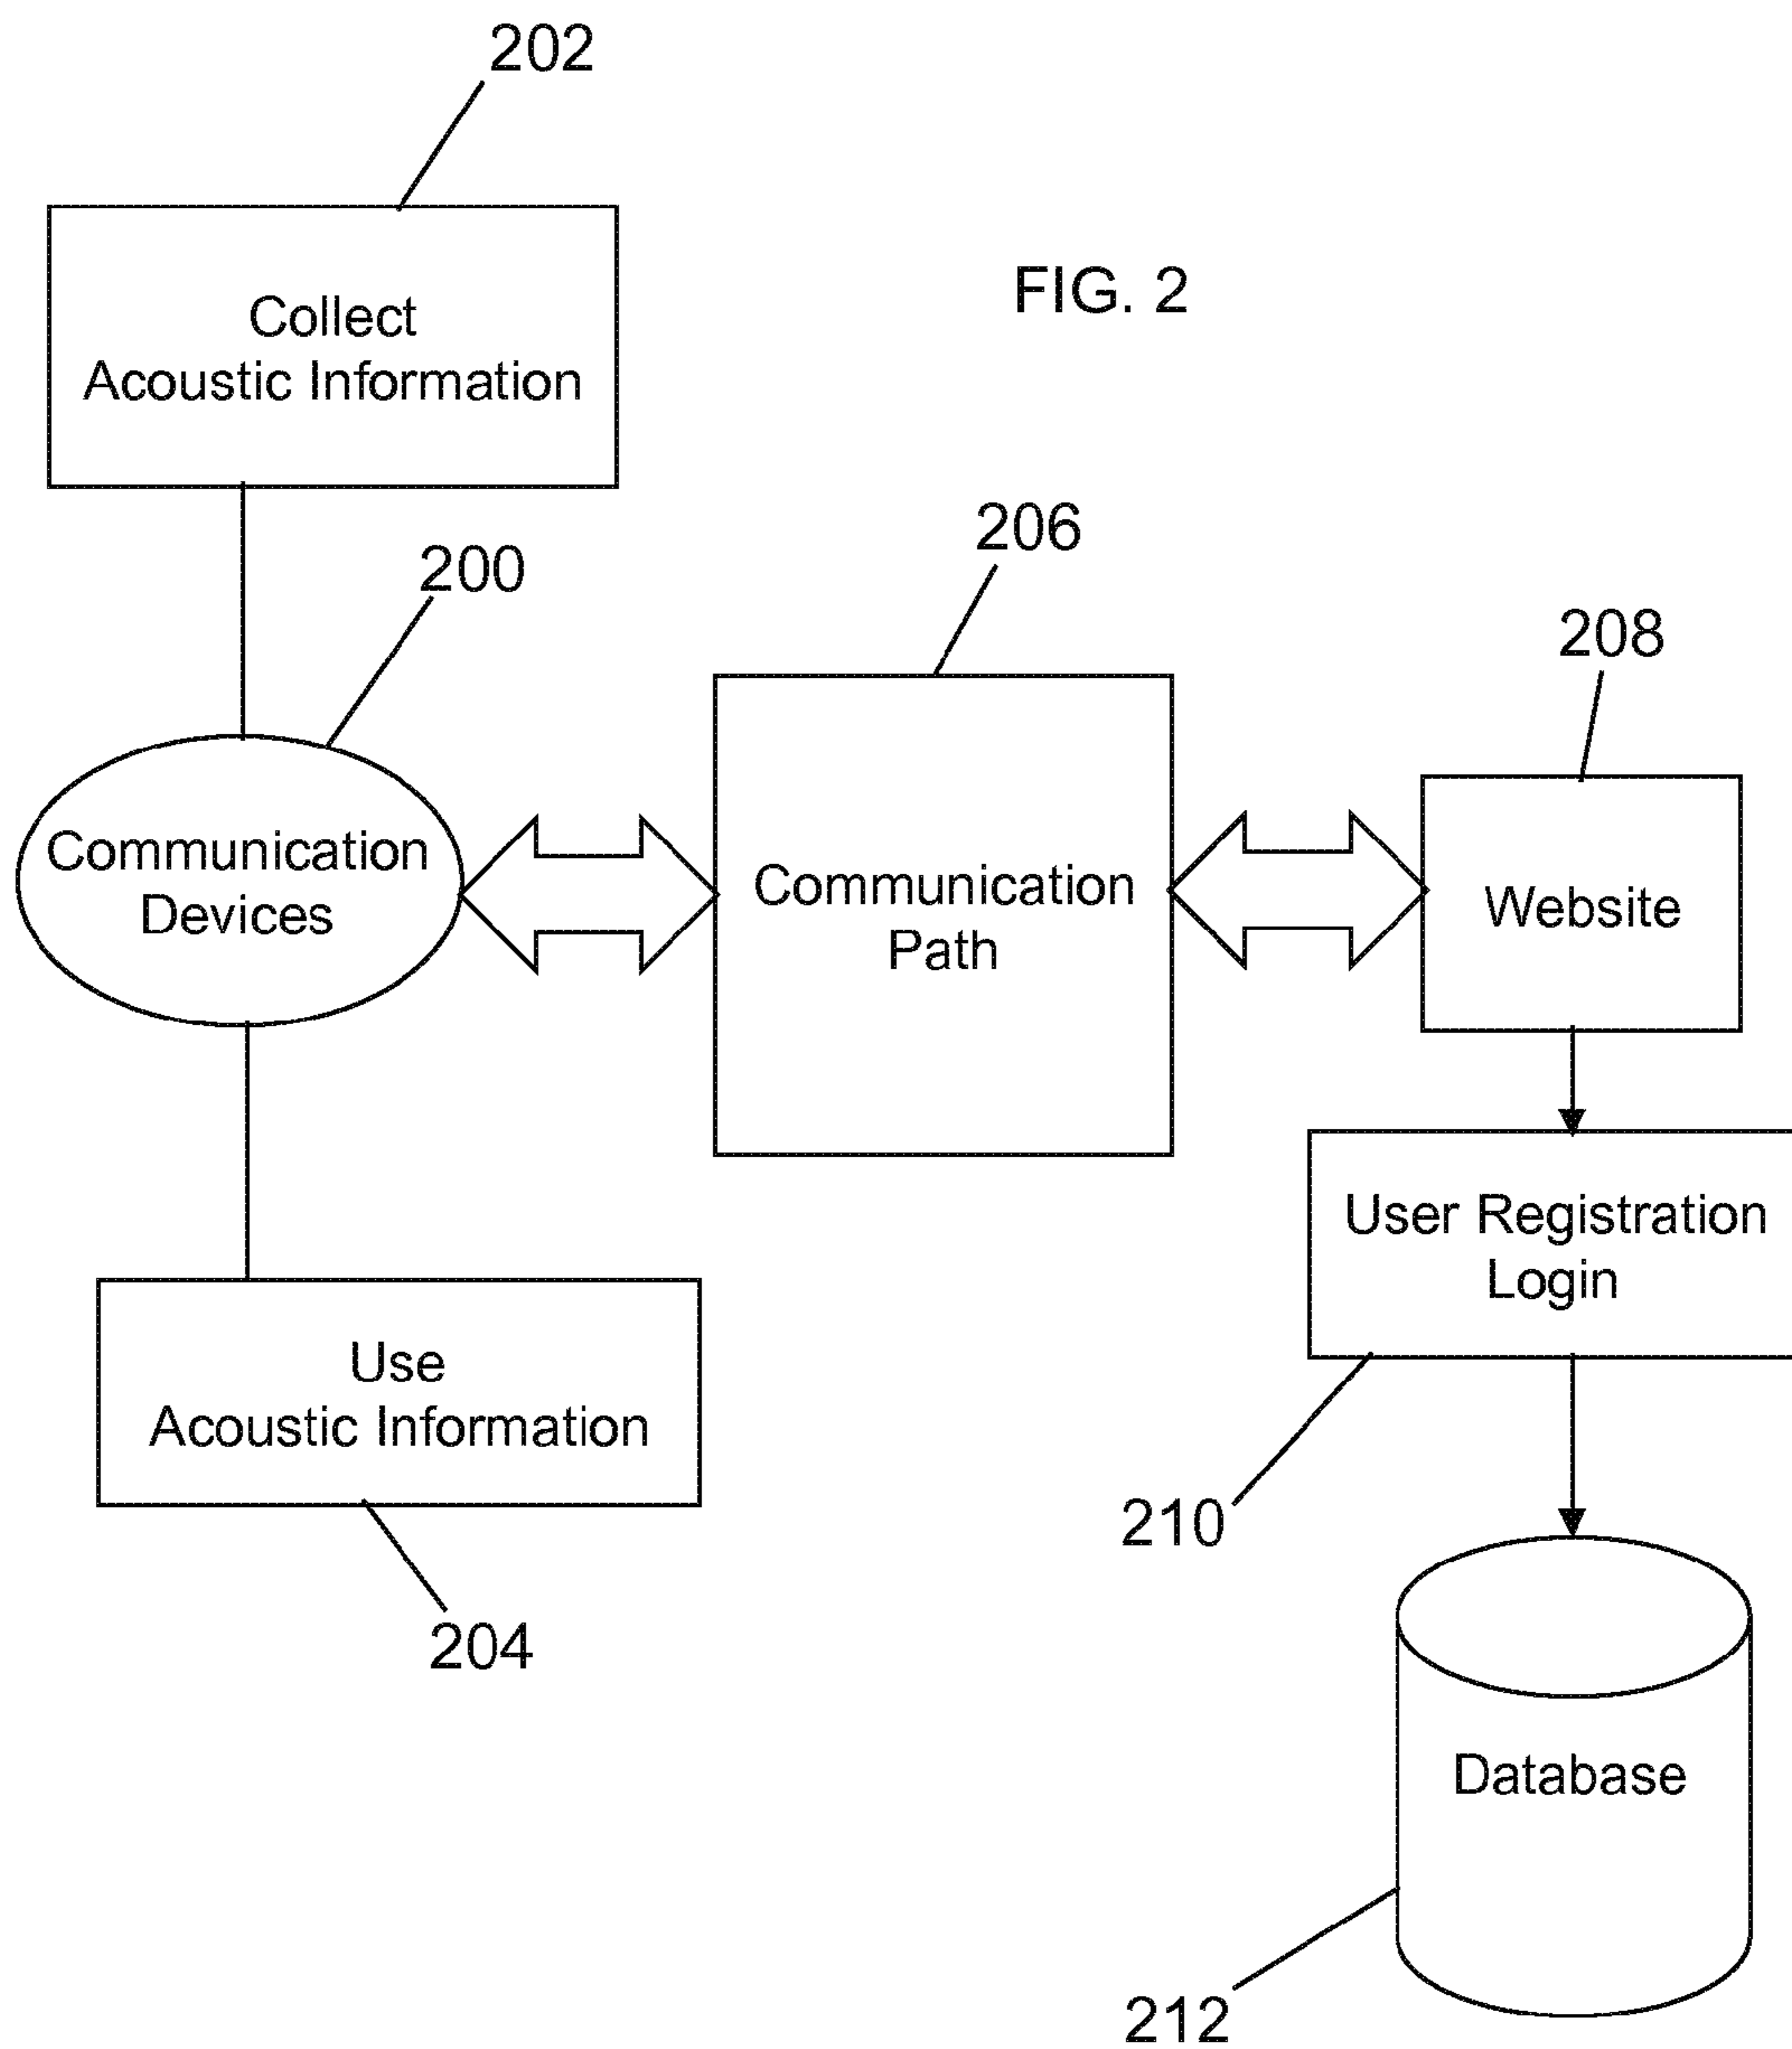 202
Collect
Acoustic Information
FIG. 2
200
206
208
Communication
Devices
Communication
Path
Website
User Registration
Login
Use
Acoustic Information
210
204
Database
212